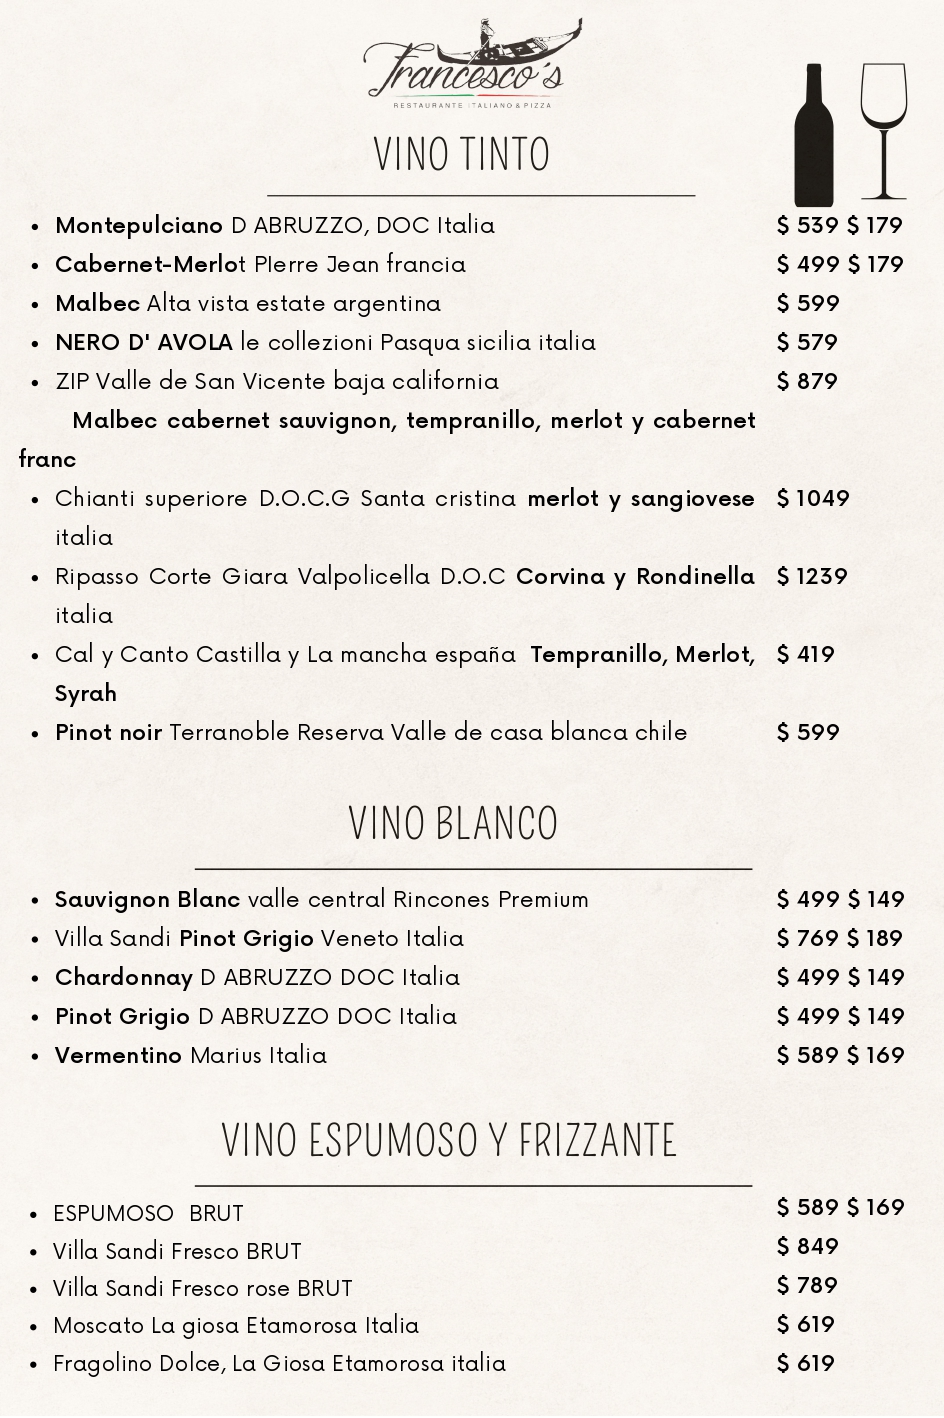 Francesco's
RESTAURANTE ITALIANO & PIZZA
VINO TINTO
• Montepulciano D ABRUZZO, DOC Italia $ 539 $ 179
• Cabernet-Merlot PIerre Jean francia $ 499 $ 179
• Malbec Alta vista estate argentina $ 599
• NERO D' AVOLA le collezioni Pasqua sicilia italia $ 579
• ZIP Valle de San Vicente baja california $ 879
Malbec cabernet sauvignon, tempranillo, merlot y cabernet
franc
• Chianti superiore D.O.C.G Santa cristina merlot y sangiovese $ 1049
italia
• Ripasso Corte Giara Valpolicella D.O.C Corvina y Rondinella $ 1239
italia
• Cal y Canto Castilla y La mancha españa Tempranillo, Merlot, $ 419
Syrah
• Pinot noir Terranoble Reserva Valle de casa blanca chile $ 599
VINO BLANCO
• Sauvignon Blanc valle central Rincones Premium $ 499 $ 149
• Villa Sandi Pinot Grigio Veneto Italia $ 769 $ 189
• Chardonnay D ABRUZZO DOC Italia $ 499 $ 149
• Pinot Grigio D ABRUZZO DOC Italia $ 499 $ 149
• Vermentino Marius Italia $ 589 $ 169
VINO ESPUMOSO Y FRIZZANTE
• ESPUMOSO BRUT $ 589 $ 169
• Villa Sandi Fresco BRUT $ 849
• Villa Sandi Fresco rose BRUT $ 789
• Moscato La giosa Etamorosa Italia $ 619
• Fragolino Dolce, La Giosa Etamorosa italia $ 619